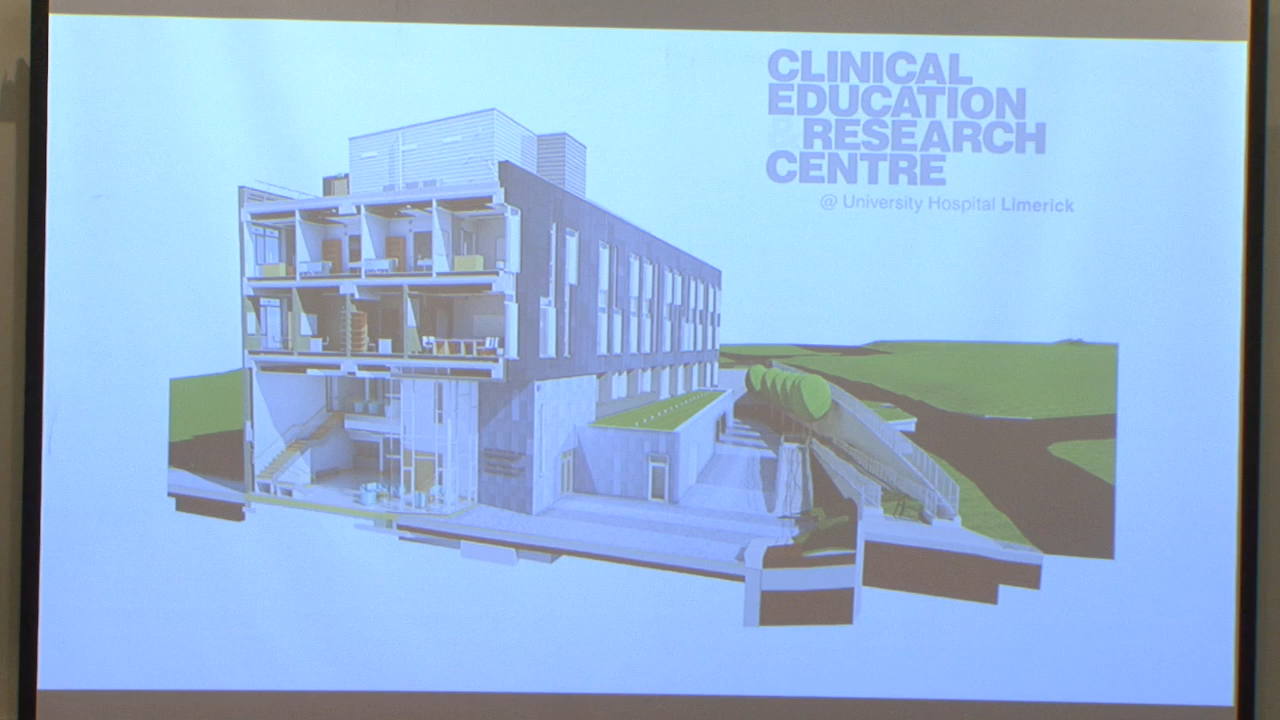 CLINICAL
EDUCATION
& RESEARCH
CENTRE
@ University Hospital Limerick